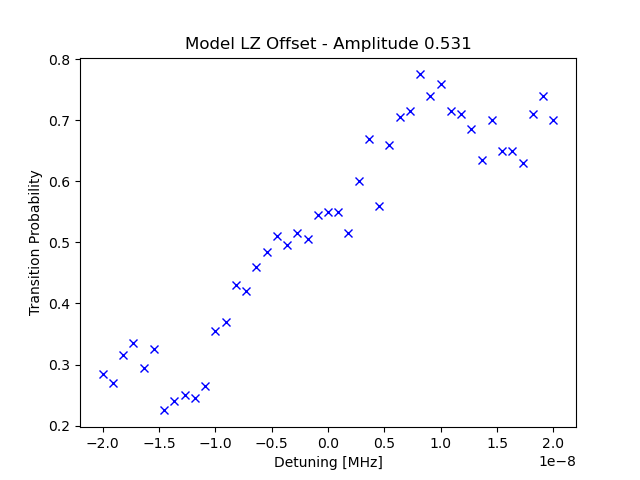 Model LZ Offset - Amplitude 0.531
Transition Probability
0.8
0.7
0.6
0.5
0.4
0.3
0.2
−2.0 −1.5 −1.0 −0.5 0.0 0.5 1.0 1.5 2.0
Detuning [MHz]
1e−8